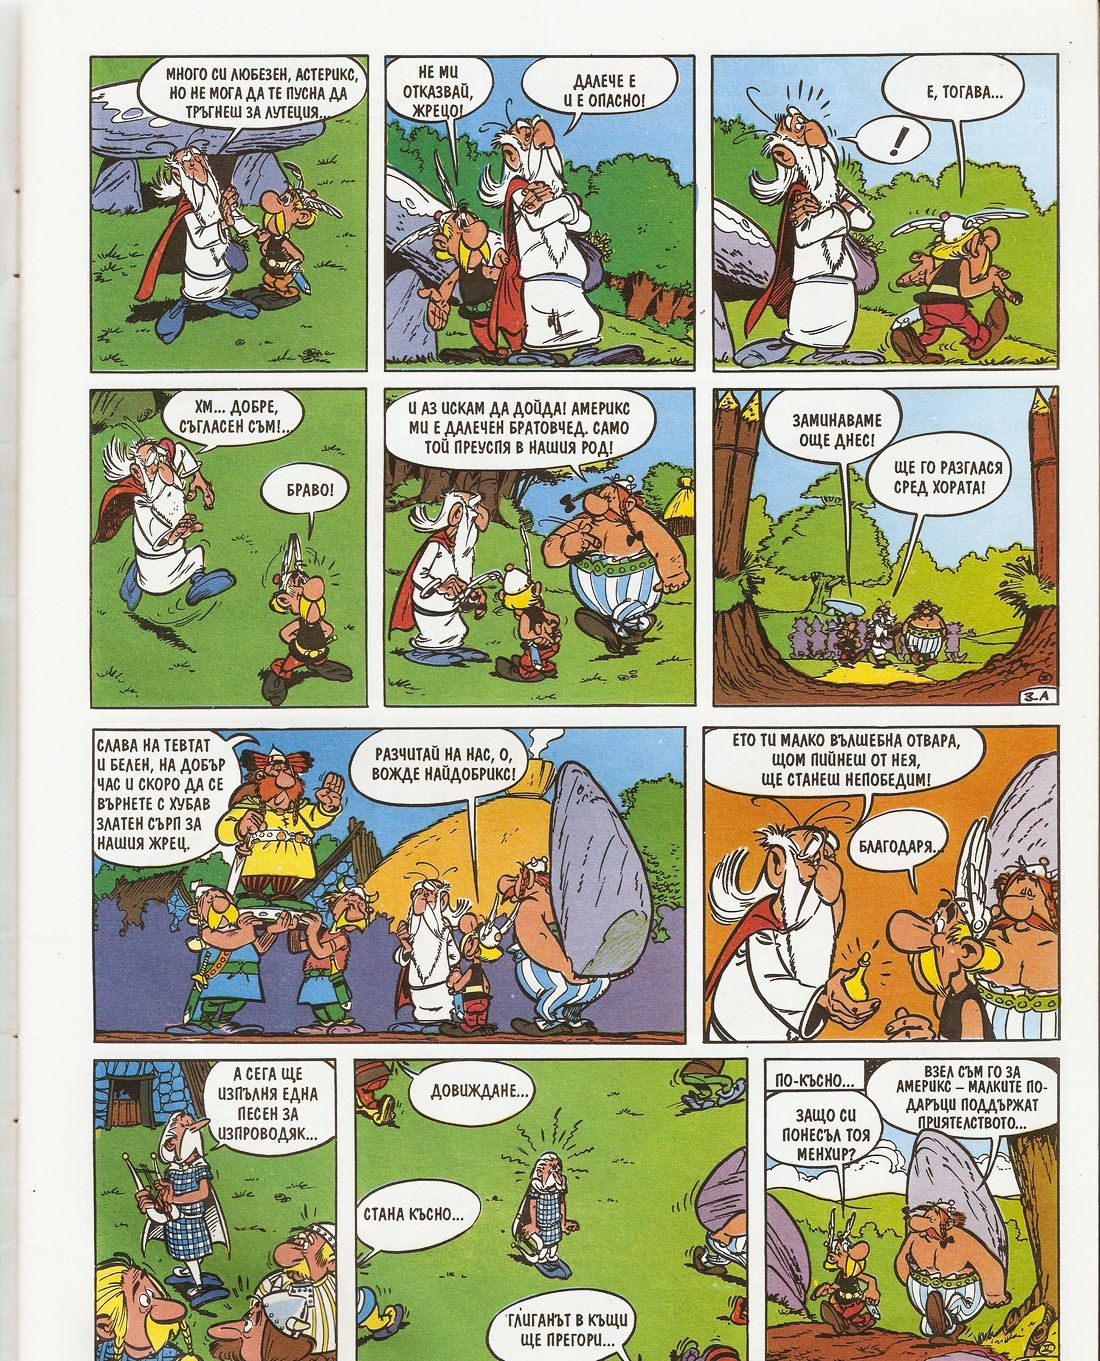 МНОГО СИ ЛЮБЕЗЕН, АСТЕРИКС,
НО НЕ МОГА ДА ТЕ ПУСНА ДА
ТРЪГНЕШ ЗА ЛУТЕЦИЯ...
НЕ МИ
ОТКАЗВАЙ,
ЖРЕЦО!
ДАЛЕЧЕ Е
И Е ОПАСНО!
!
Е, ТОГАВА...
ХМ... ДОБРЕ,
СЪГЛАСЕН СЪМ!..
БРАВО!
И АЗ ИСКАМ ДА ДОЙДА! АМЕРИКС
МИ Е ДАЛЕЧЕН БРАТОВЧЕД. САМО
ТОЙ ПРЕУСПЯ В НАШИЯ РОД!
ЗАМИНАВАМЕ
ОЩЕ ДНЕС!
ЩЕ ГО РАЗГЛАСЯ
СРЕД ХОРАТА!
3_A
СЛАВА НА ТЕВТАТ
И БЕЛЕН, НА ДОБЪР
ЧАС И СКОРО ДА СЕ
ВЪРНЕТЕ С ХУБАВ
ЗЛАТЕН СЪРП ЗА
НАШИЯ ЖРЕЦ.
РАЗЧИТАЙ НА НАС, О,
ВОЖДЕ НАЙДОБРИКС!
ЕТО ТИ МАЛКО ВЪЛШЕБНА ОТВАРА,
ЩОМ ПИЙНЕШ ОТ НЕЯ,
ЩЕ СТАНЕШ НЕПОБЕДИМ!
БЛАГОДАРЯ...
А СЕГА ЩЕ
ИЗПЪЛНЯ ЕДНА
ПЕСЕН ЗА
ИЗПРОВОДЯК...
ДОВИЖДАНЕ...
СТАНА КЪСНО...
ГЛИГАНЪТ В КЪЩИ
ЩЕ ПРЕГОРИ...
ПО-КЪСНО...
ЗАЩО СИ
ПОНЕСЪЛ ТОЯ
МЕНХИР?
ВЗЕЛ СЪМ ГО ЗА
АМЕРИКС – МАЛКИТЕ ПО-
ДАРЪЦИ ПОДДЪРЖАТ
ПРИЯТЕЛСТВОТО...